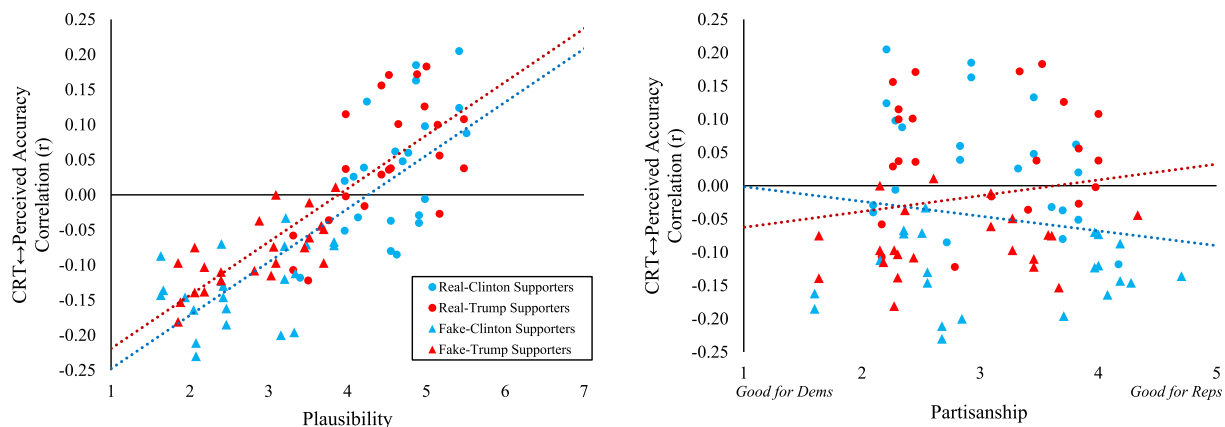 0.25
0.20
0.15
0.10
0.05
0.00
-0.05
-0.10
-0.15
-0.20
-0.25
CRT↔Perceived Accuracy
Correlation (r)
1 2 3 4 5 6 7
Plausibility
Real-Clinton Supporters
Real-Trump Supporters
Fake-Clinton Supporters
Fake-Trump Supporters
0.25
0.20
0.15
0.10
0.05
0.00
-0.05
-0.10
-0.15
-0.20
-0.25
CRT↔Perceived Accuracy
Correlation (r)
1 2 3 4 5
Good for Dems Good for Reps
Partisanship